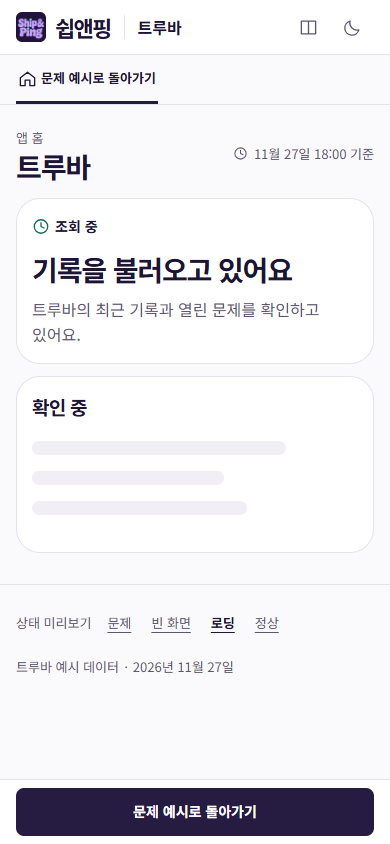 Ship&
Ping
쉽앤핑
트루바
문제 예시로 돌아가기
앱 홈
트루바
11월 27일 18:00 기준
조회 중
기록을 불러오고 있어요
트루바의 최근 기록과 열린 문제를 확인하고
있어요.
확인 중
상태 미리보기 문제 빈 화면 로딩 정상
트루바 예시 데이터 · 2026년 11월 27일
문제 예시로 돌아가기